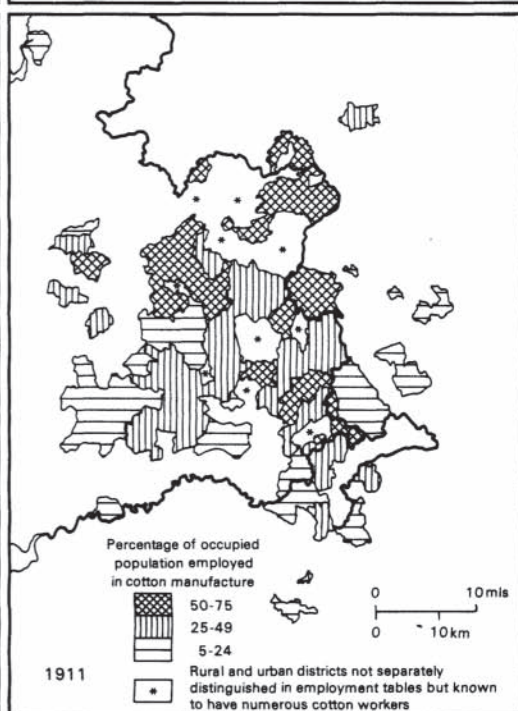 Percentage of occupied
population employed
in cotton manufacture
50-75
25-49
5-24
0 10 mls
0 10 km
1911
* Rural and urban districts not separately
distinguished in employment tables but known
to have numerous cotton workers